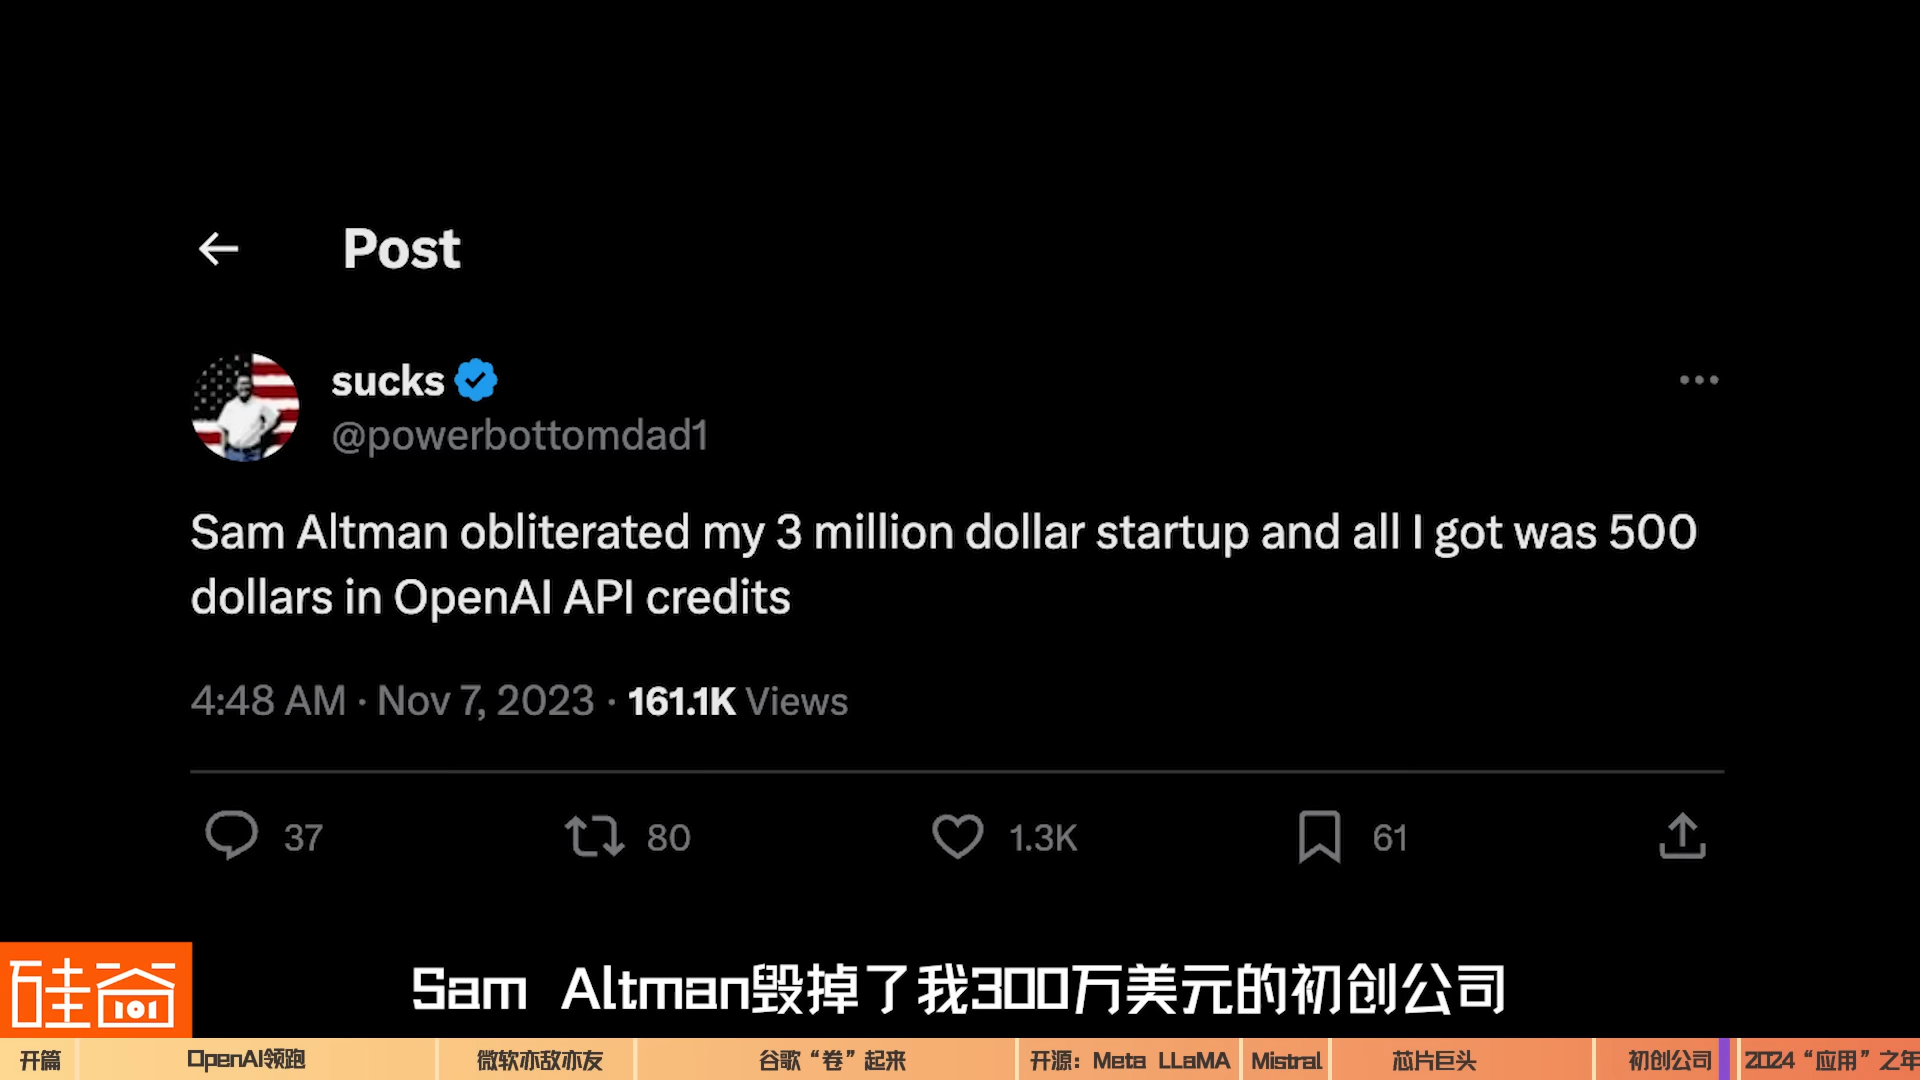 Post
sucks
@powerbottomdad1
Sam Altman obliterated my 3 million dollar startup and all I got was 500
dollars in OpenAI API credits
4:48 AM · Nov 7, 2023 · 161.1K Views
37 80 1.3K 61
硅谷101
Sam Altman毁掉了我300万美元的初创公司
开篇 OpenAI领跑 微软亦敌亦友 谷歌“卷”起来 开源：Meta LLaMA Mistral 芯片巨头 初创公司 2024“应用”之年